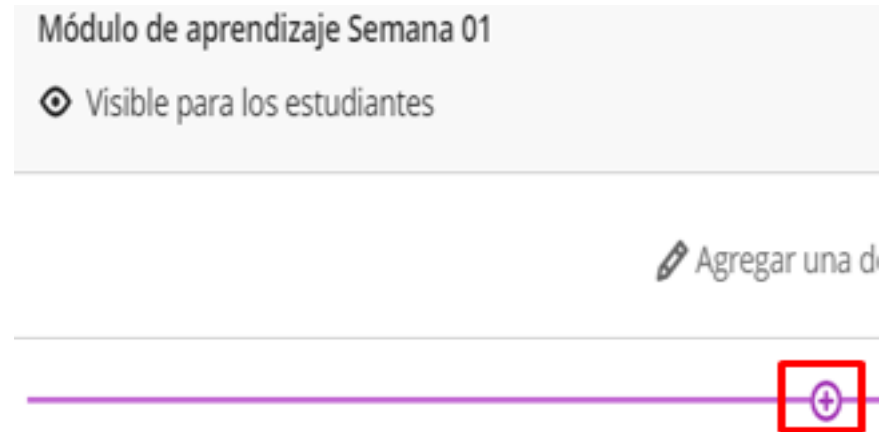 Módulo de aprendizaje Semana 01
Visible para los estudiantes
Agregar una